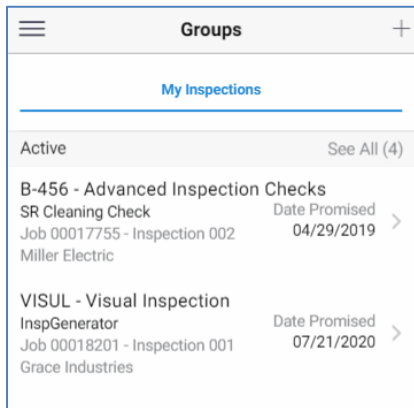 Groups
My Inspections
Active See All (4)
B-456 - Advanced Inspection Checks
SR Cleaning Check Date Promised
Job 00017755 - Inspection 002 04/29/2019
Miller Electric
VISUL - Visual Inspection
InspGenerator Date Promised
Job 00018201 - Inspection 001 07/21/2020
Grace Industries